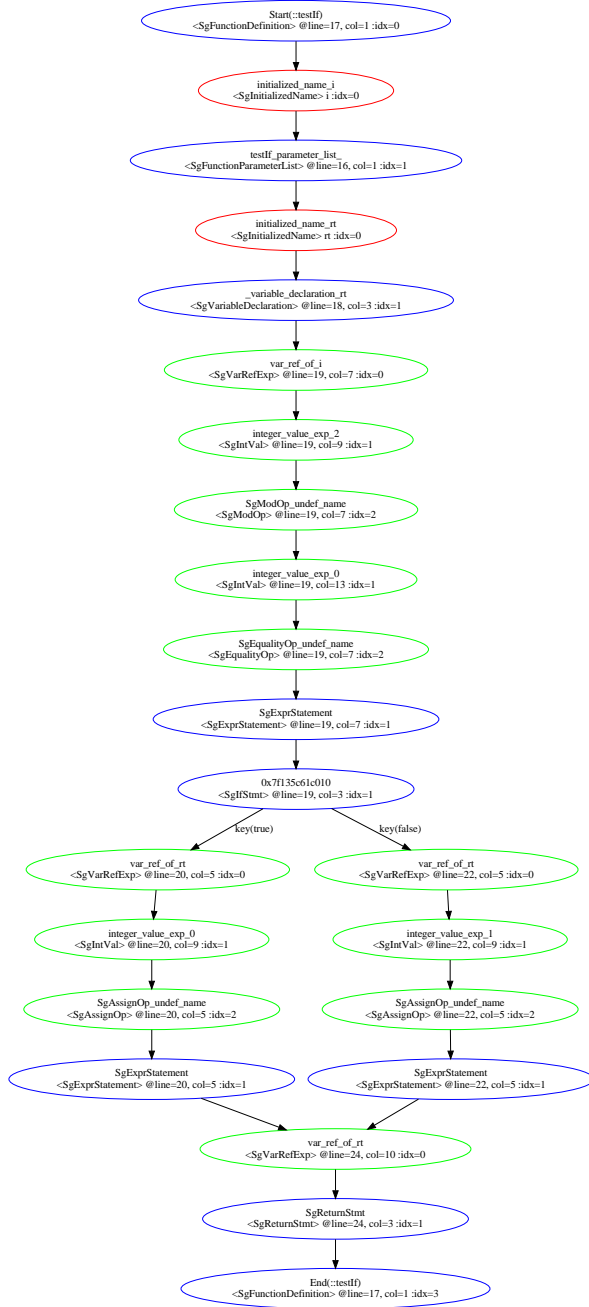 Start(::testIf)
<SgFunctionDefinition> @line=17, col=1 :idx=0
initialized_name_i
<SgInitializedName> i :idx=0
testIf_parameter_list_
<SgFunctionParameterList> @line=16, col=1 :idx=1
initialized_name_rt
<SgInitializedName> rt :idx=0
_variable_declaration_rt
<SgVariableDeclaration> @line=18, col=3 :idx=1
var_ref_of_i
<SgVarRefExp> @line=19, col=7 :idx=0
integer_value_exp_2
<SgIntVal> @line=19, col=9 :idx=1
SgModOp_undef_name
<SgModOp> @line=19, col=7 :idx=2
integer_value_exp_0
<SgIntVal> @line=19, col=13 :idx=1
SgEqualityOp_undef_name
<SgEqualityOp> @line=19, col=7 :idx=2
SgExprStatement
<SgExprStatement> @line=19, col=7 :idx=1
0x7f135c61c010
<SgIfStmt> @line=19, col=3 :idx=1
key(true)
key(false)
var_ref_of_rt
<SgVarRefExp> @line=20, col=5 :idx=0
var_ref_of_rt
<SgVarRefExp> @line=22, col=5 :idx=0
integer_value_exp_0
<SgIntVal> @line=20, col=9 :idx=1
integer_value_exp_1
<SgIntVal> @line=22, col=9 :idx=1
SgAssignOp_undef_name
<SgAssignOp> @line=20, col=5 :idx=2
SgAssignOp_undef_name
<SgAssignOp> @line=22, col=5 :idx=2
SgExprStatement
<SgExprStatement> @line=20, col=5 :idx=1
SgExprStatement
<SgExprStatement> @line=22, col=5 :idx=1
var_ref_of_rt
<SgVarRefExp> @line=24, col=10 :idx=0
SgReturnStmt
<SgReturnStmt> @line=24, col=3 :idx=1
End(::testIf)
<SgFunctionDefinition> @line=17, col=1 :idx=3